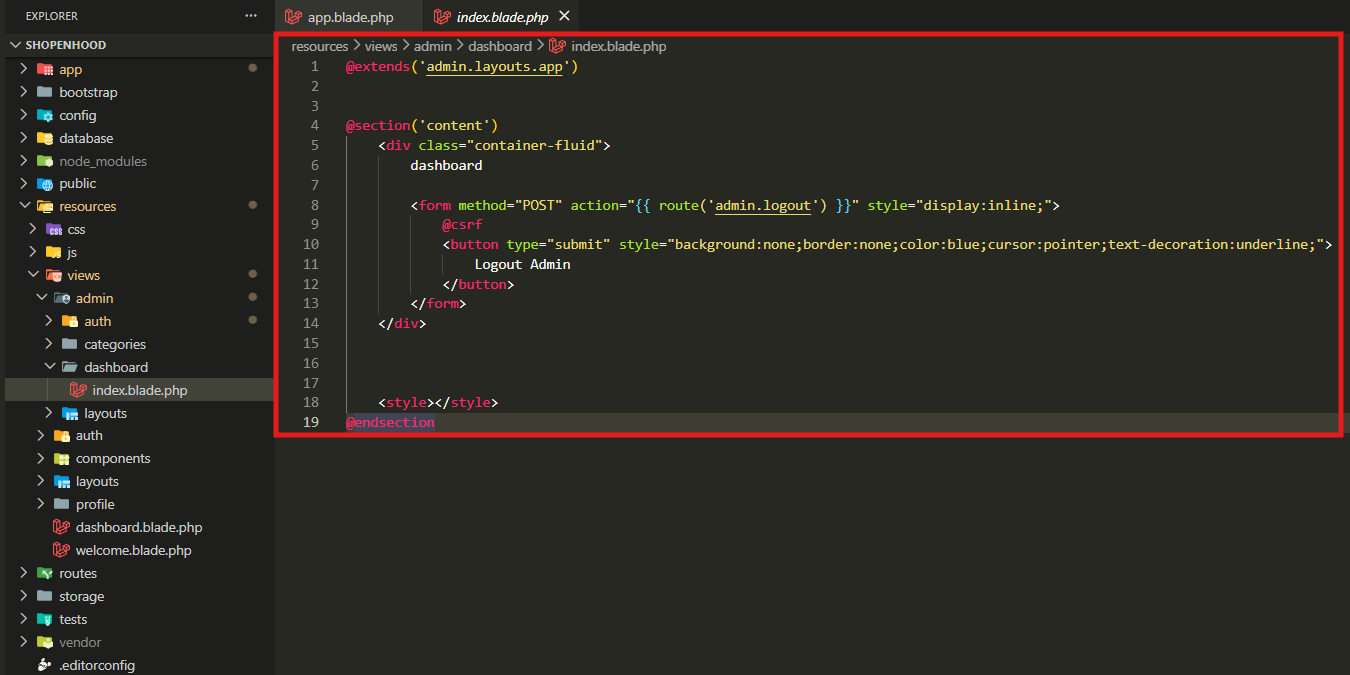 EXPLORER ···
SHOPENHOOD
app
bootstrap
config
database
node_modules
public
resources
css
js
views
admin
auth
categories
dashboard
index.blade.php
layouts
auth
components
layouts
profile
dashboard.blade.php
welcome.blade.php
routes
storage
tests
vendor
.editorconfig
app.blade.php index.blade.php
resources > views > admin > dashboard > index.blade.php
1 @extends('admin.layouts.app')
2
3
4 @section('content')
5 <div class="container-fluid">
6 dashboard
7
8 <form method="POST" action="{{ route('admin.logout') }}" style="display:inline;">
9 @csrf
10 <button type="submit" style="background:none;border:none;color:blue;cursor:pointer;text-decoration:underline;">
11 Logout Admin
12 </button>
13 </form>
14 </div>
15
16
17
18 <style></style>
19 @endsection